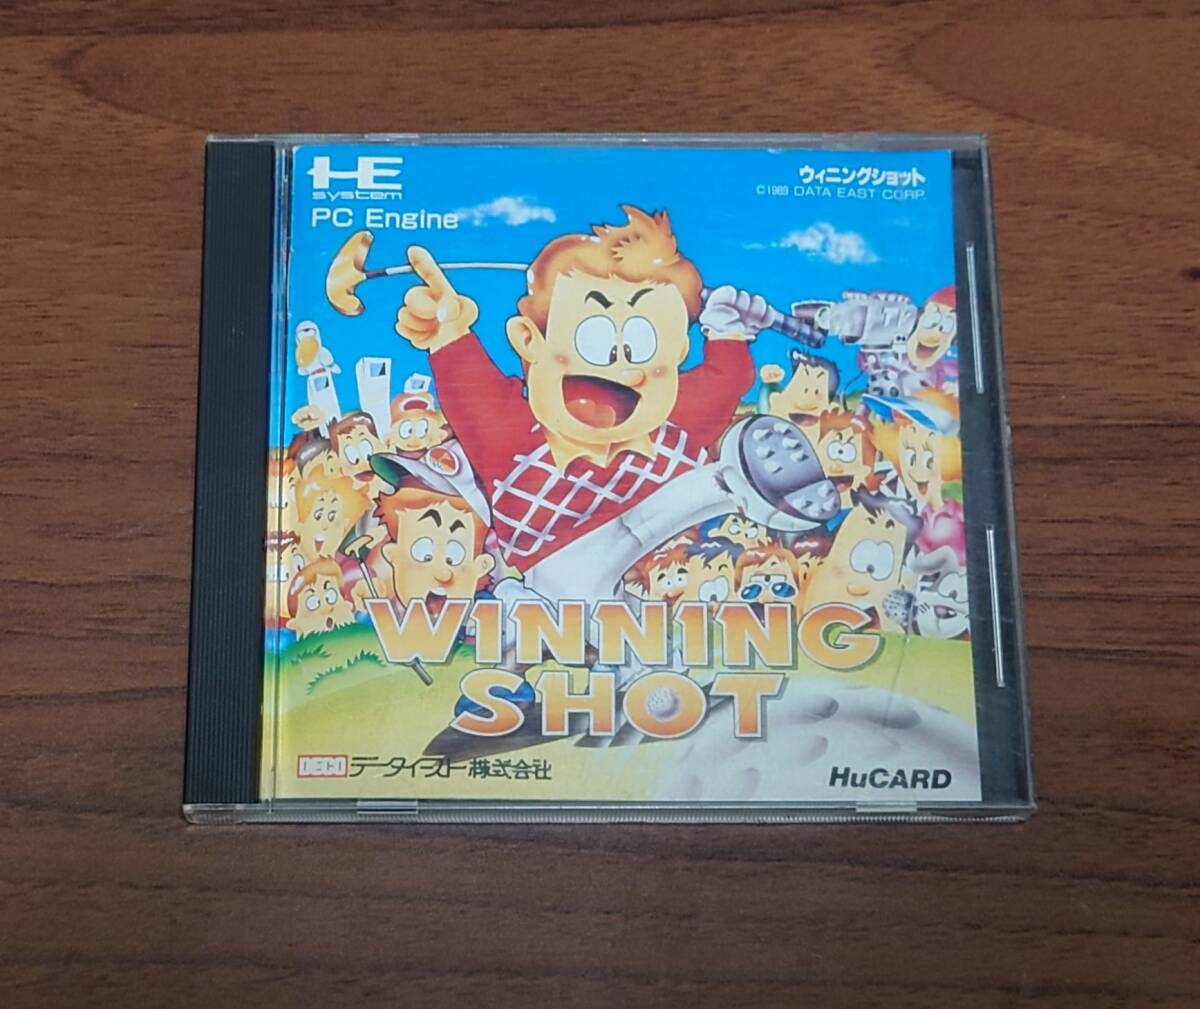 HE
system
PC Engine
ウィニングショット
©1989 DATA EAST CORP.
WINNING
SHOT
DECO データイースト株式会社
HuCARD